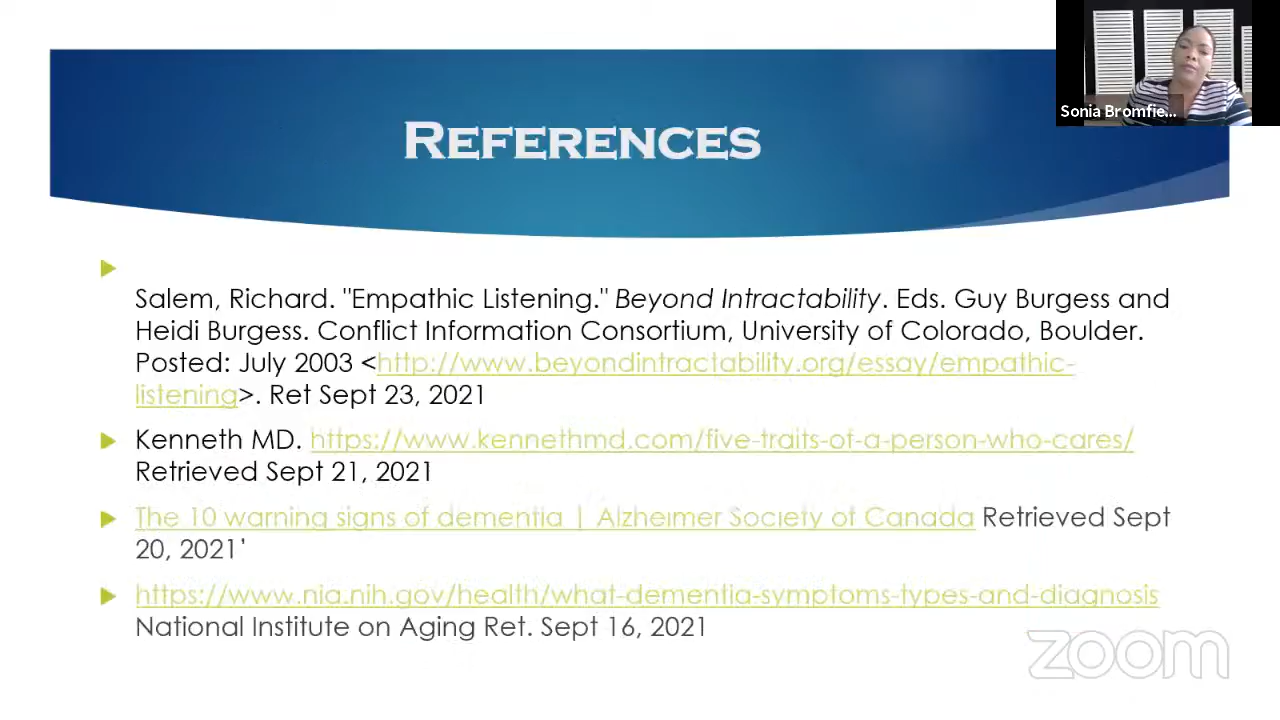 Sonia Bromfie...
REFERENCES
Salem, Richard. "Empathic Listening." Beyond Intractability. Eds. Guy Burgess and
Heidi Burgess. Conflict Information Consortium, University of Colorado, Boulder.
Posted: July 2003 <http://www.beyondintractability.org/essay/empathic-
listening>. Ret Sept 23, 2021
Kenneth MD. https://www.kennethmd.com/five-traits-of-a-person-who-cares/
Retrieved Sept 21, 2021
The 10 warning signs of dementia | Alzheimer Society of Canada Retrieved Sept
20, 2021'
https://www.nia.nih.gov/health/what-dementia-symptoms-types-and-diagnosis
National Institute on Aging Ret. Sept 16, 2021
zoom